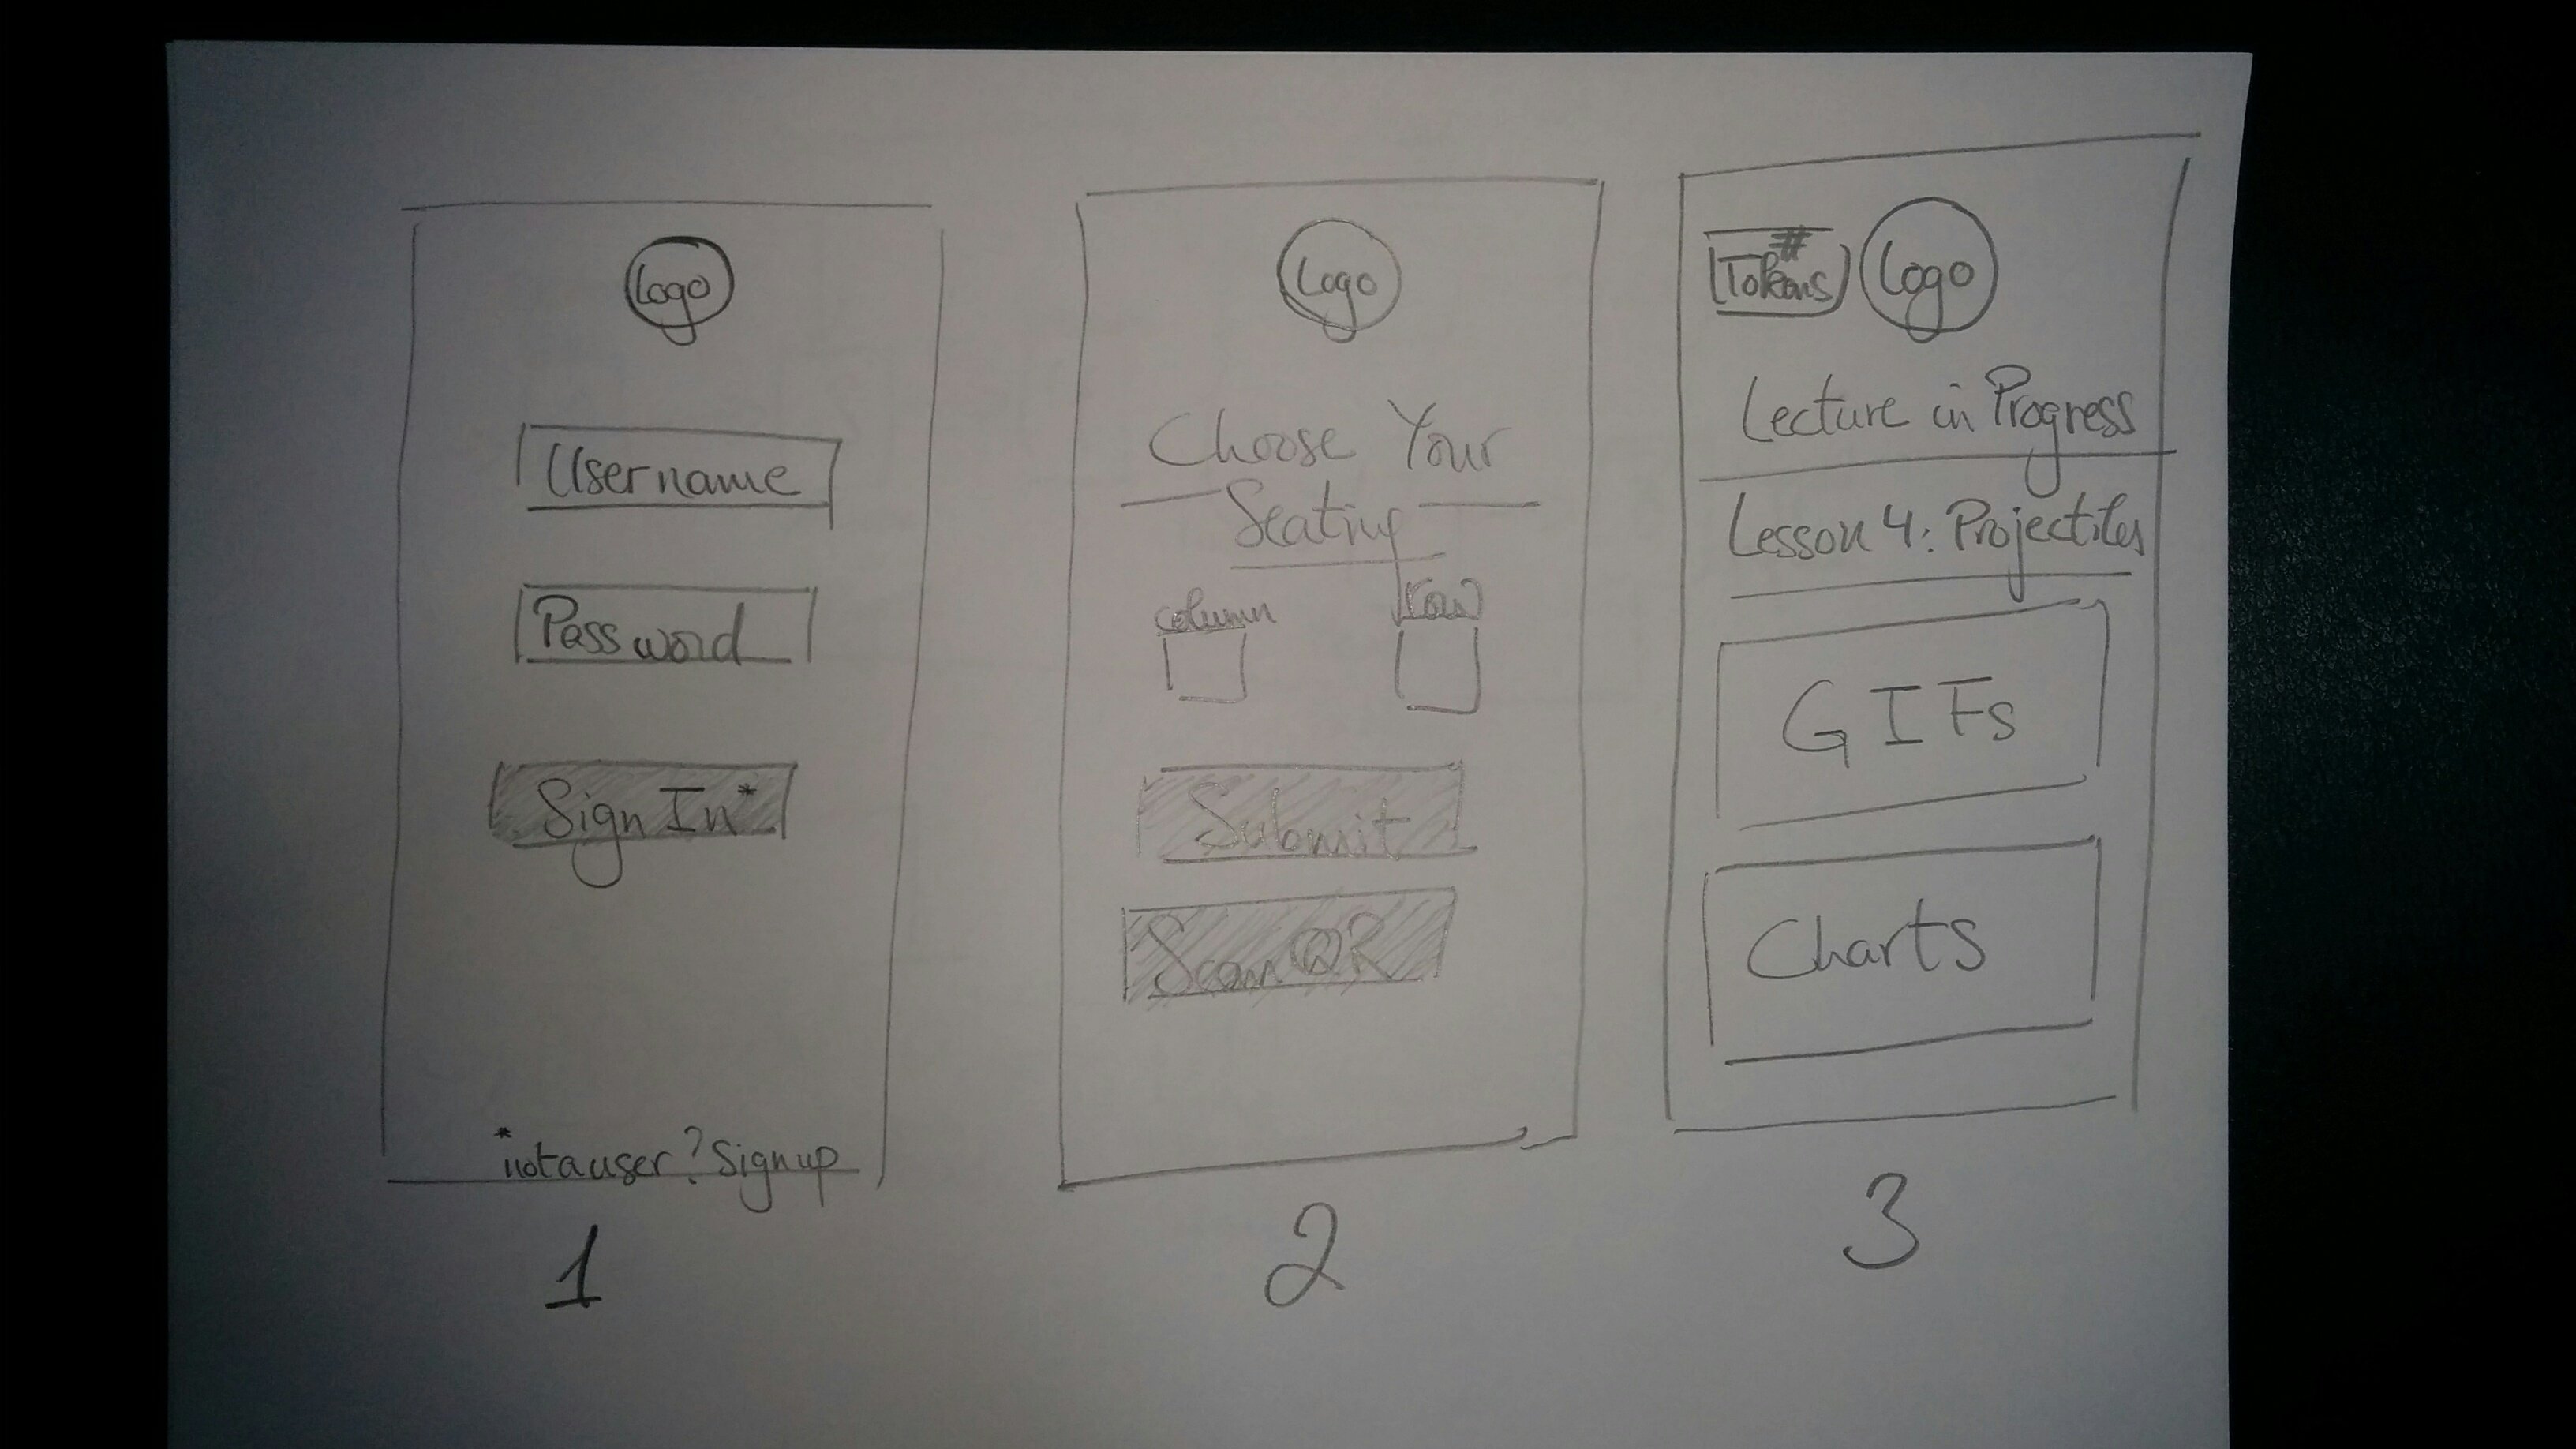 Logo
Username
Password
Sign In*
*not a user? Sign up
1
Logo
Choose Your
Seating
column
Row
Submit
Scan QR
2
#
Tokens
Logo
Lecture in Progress
Lesson 4: Projectiles
GIFs
Charts
3